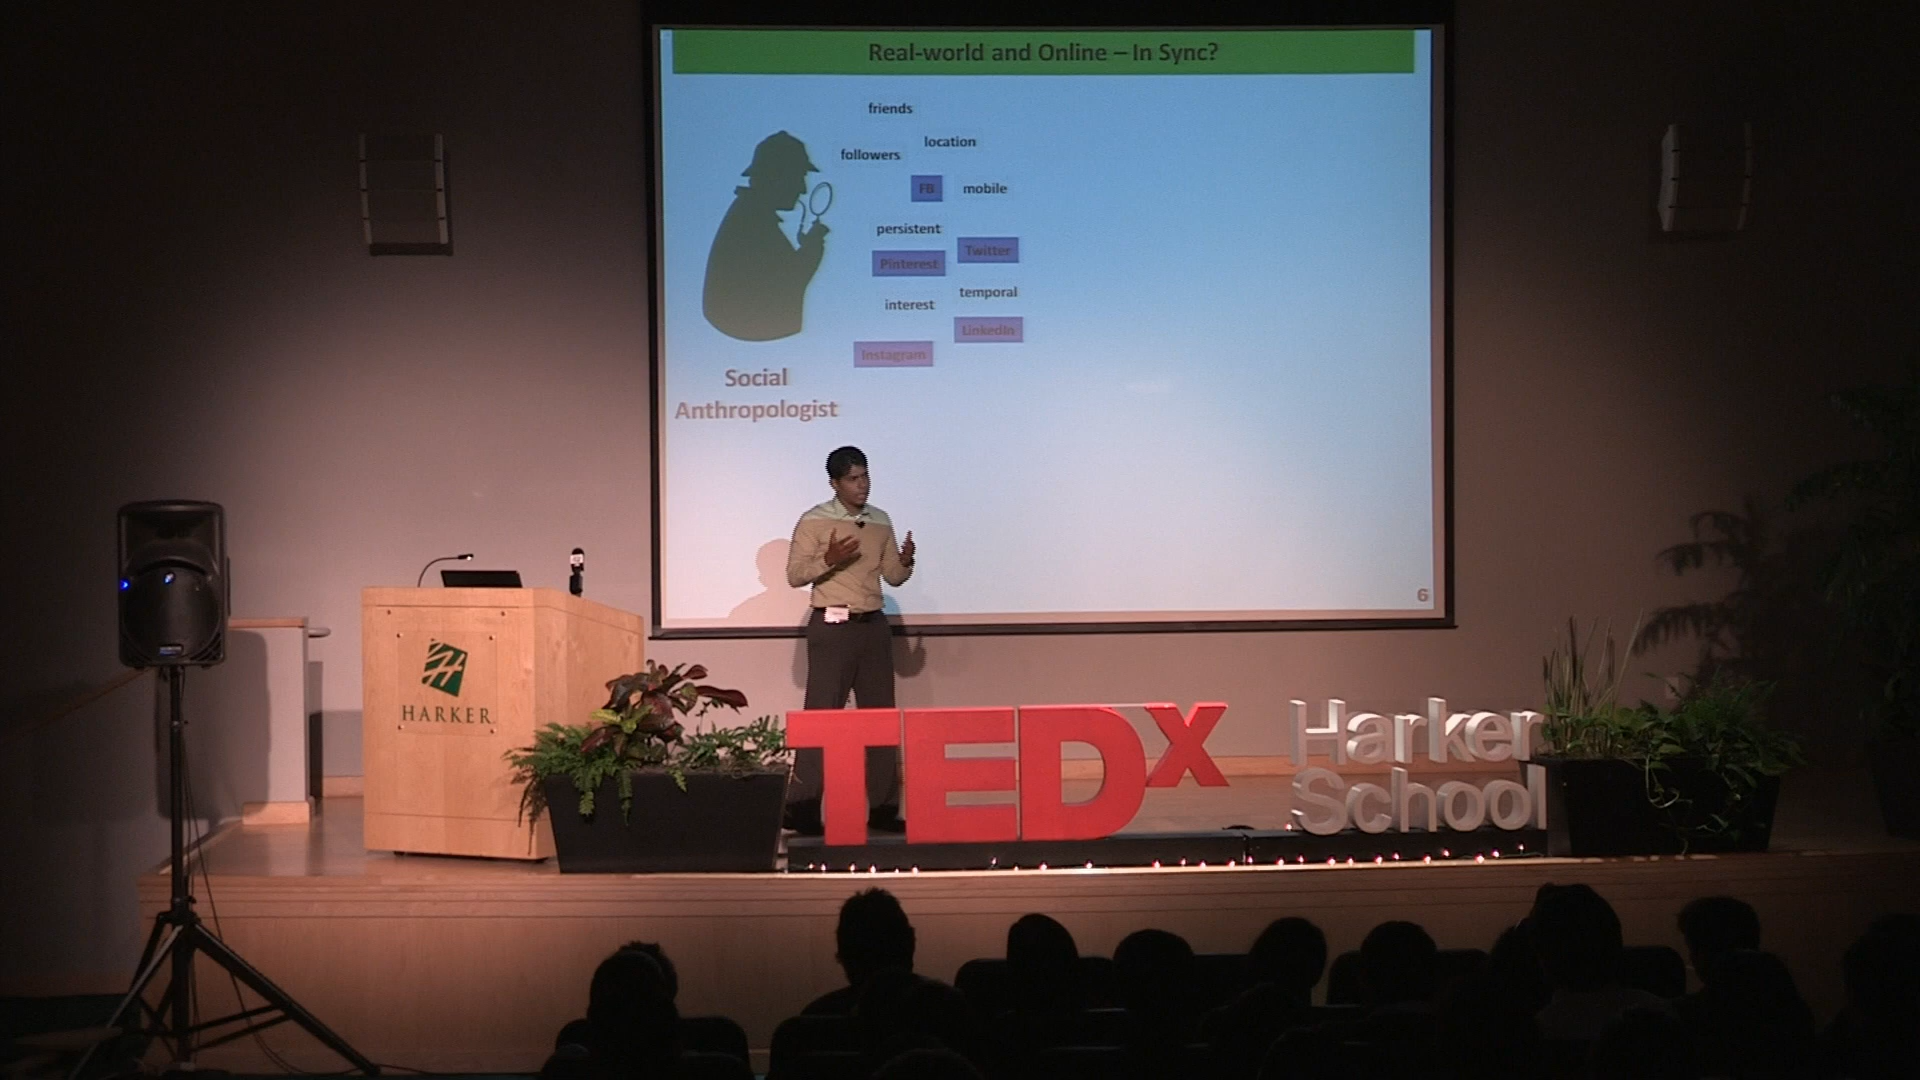 Real-world and Online – In Sync?
friends
location
followers
FB
mobile
persistent
Twitter
Pinterest
temporal
interest
LinkedIn
Instagram
Social
Anthropologist
6
H
HARKER
TEDx
Harker
School